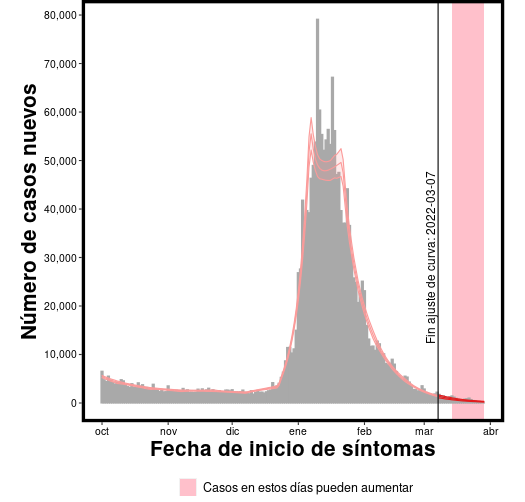 80,000
70,000
60,000
50,000
40,000
30,000
20,000
10,000
0
Número de casos nuevos
Fin ajuste de curva: 2022-03-07
oct nov dic ene feb mar abr
Fecha de inicio de síntomas
Casos en estos días pueden aumentar